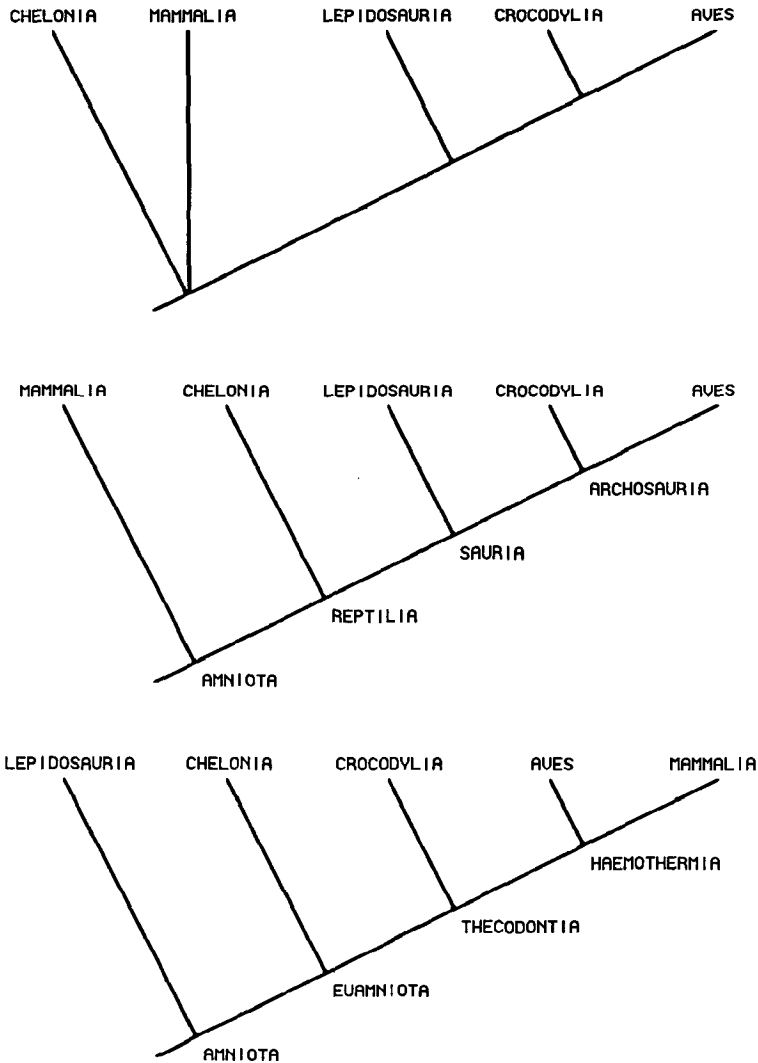 CHELONIA MAMMALIA LEPIDOSAURIA CROCODYLIA AVES
MAMMALIA CHELONIA LEPIDOSAURIA CROCODYLIA AVES
ARCHOSAURIA
SAURIA
REPTILIA
AMNIOTA
LEPIDOSAURIA CHELONIA CROCODYLIA AVES MAMMALIA
HAEMOTHERMIA
THECODONTIA
EUAMNIOTA
AMNIOTA